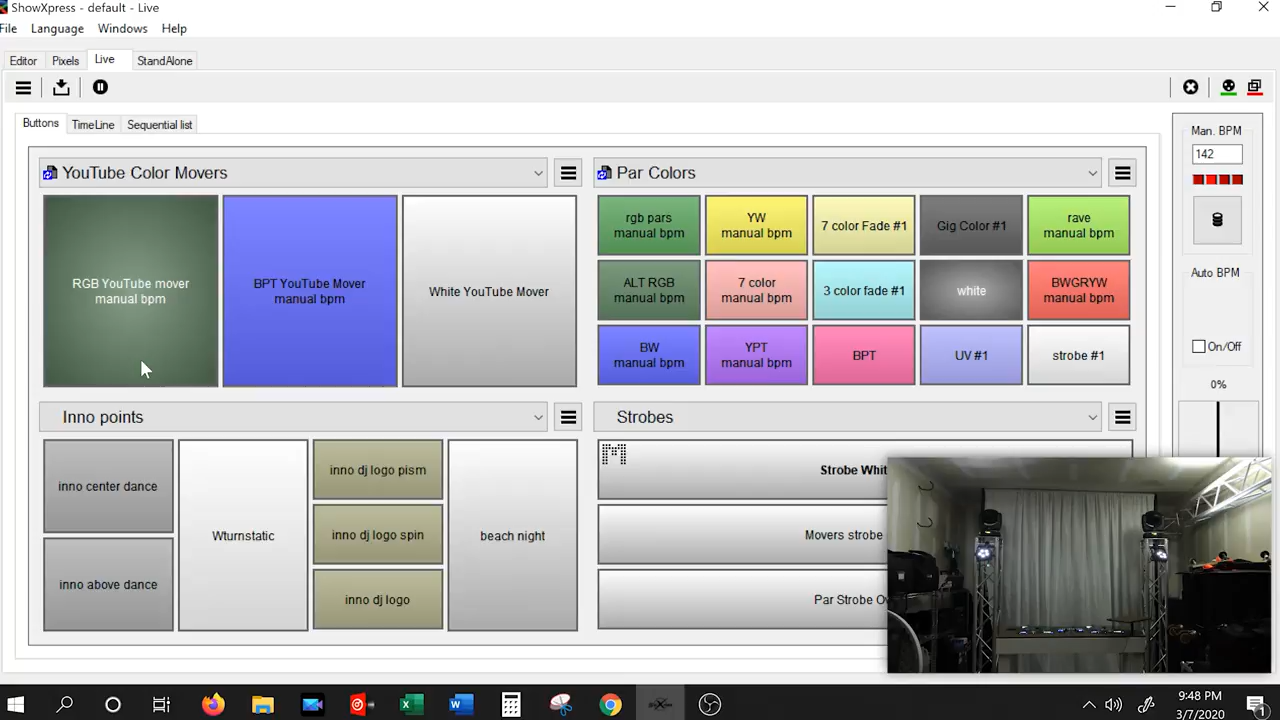 ShowXpress - default - Live
File Language Windows Help
Editor Pixels Live StandAlone
Buttons TimeLine Sequential list
YouTube Color Movers
RGB YouTube mover
manual bpm
BPT YouTube Mover
manual bpm
White YouTube Mover
Par Colors
rgb pars
manual bpm
YW
manual bpm
7 color Fade #1
Gig Color #1
rave
manual bpm
ALT RGB
manual bpm
7 color
manual bpm
3 color fade #1
white
BWGRYW
manual bpm
BW
manual bpm
YPT
manual bpm
BPT
UV #1
strobe #1
Inno points
inno center dance
inno above dance
Wturnstatic
inno dj logo pism
inno dj logo spin
inno dj logo
beach night
Strobes
M
Strobe Whit
Movers strobe
Par Strobe Ov
Man. BPM
142
Auto BPM
On/Off
0%
9:48 PM
3/7/2020
1